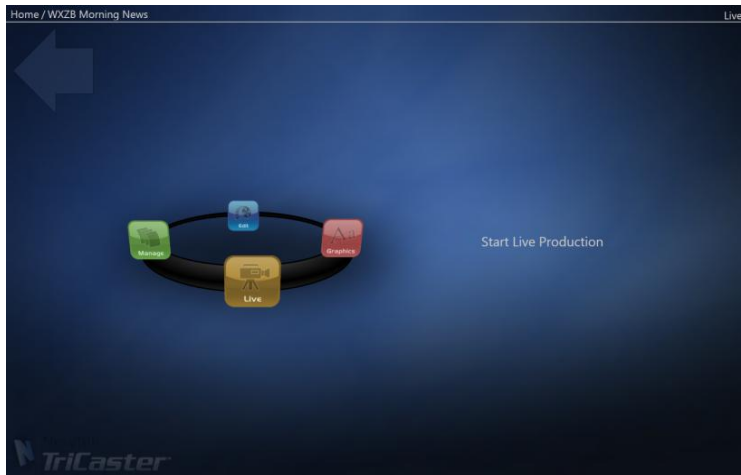 Home / WXZB Morning News
Live
Edit
Manage
Graphics
Start Live Production
Live
TriCaster